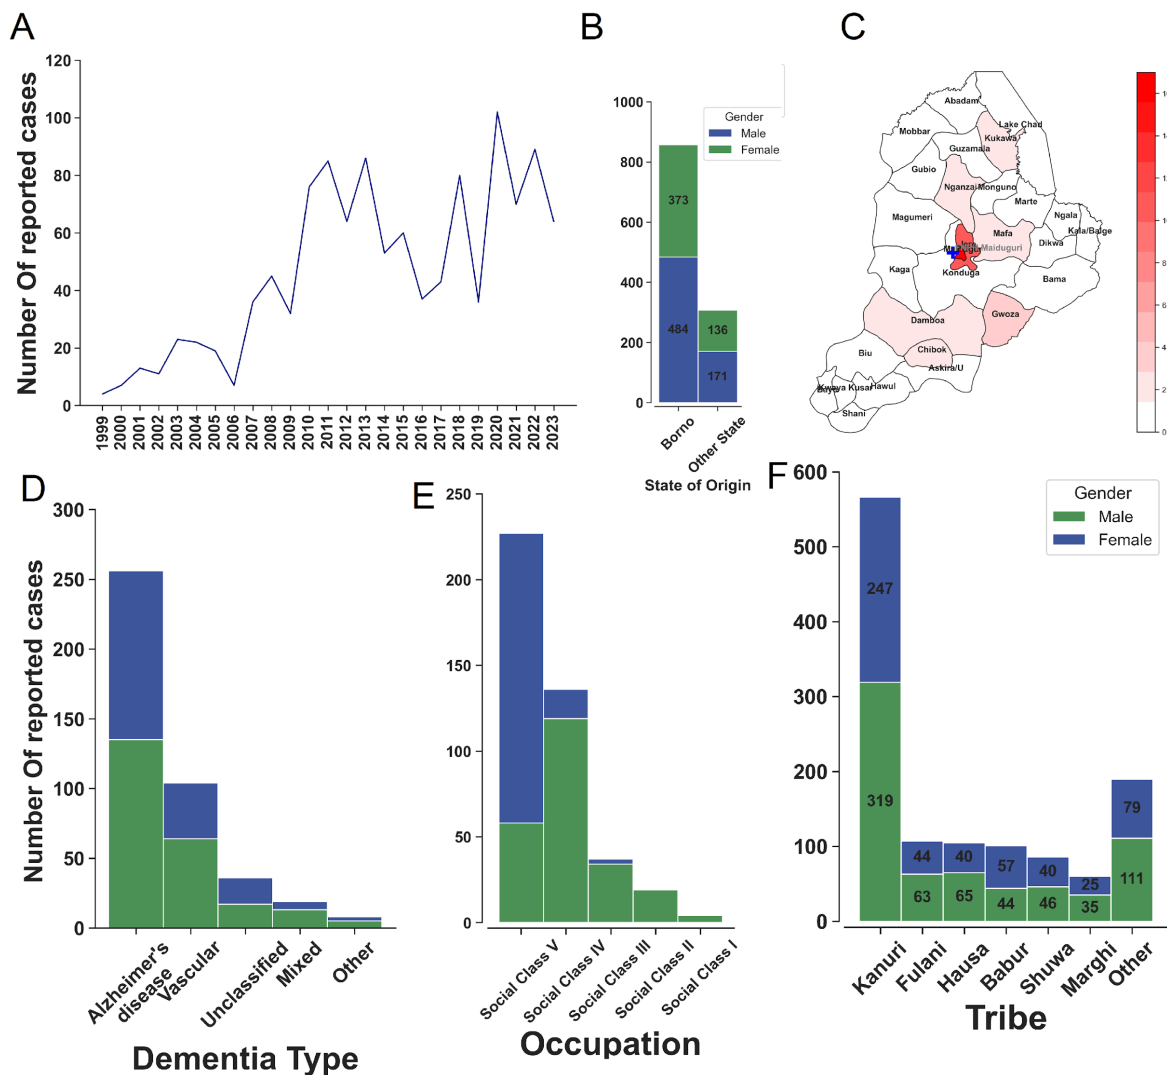 A
Number Of reported cases
120
100
80
60
40
20
0
1999
2000
2001
2002
2003
2004
2005
2006
2007
2008
2009
2010
2011
2012
2013
2014
2015
2016
2017
2018
2019
2020
2021
2022
2023
B
1000
800
600
400
200
0
Gender
Male
Female
373
484
136
171
Borno
Other State
State of Origin
C
Abadam
Lake Chad
Mobbar
Kukawa
Guzamala
Gubio
Nganzai
Monguno
Marte
Magumeri
Ngala
Mafa
Kala/Balge
Dikwa
Maiduguri
Konduga
Kaga
Bama
Gwoza
Damboa
Chibok
Biu
Askira/U
Kwaya Kusar
Hawul
Shani
8
6
4
2
0
D
Number Of reported cases
300
250
200
150
100
50
0
Alzheimer's
disease
Vascular
Unclassified
Mixed
Other
Dementia Type
E
250
200
150
100
50
0
Social Class V
Social Class IV
Social Class III
Social Class II
Social Class I
Occupation
F
600
500
400
300
200
100
0
Gender
Male
Female
247
319
44
63
40
65
57
44
40
46
25
35
79
111
Kanuri
Fulani
Hausa
Babur
Shuwa
Marghi
Other
Tribe